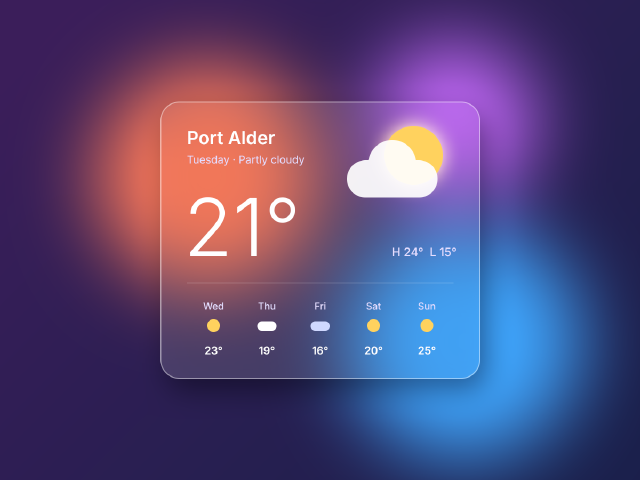 Port Alder
Tuesday · Partly cloudy
21°
H 24° L 15°
Wed Thu Fri Sat Sun
23° 19° 16° 20° 25°